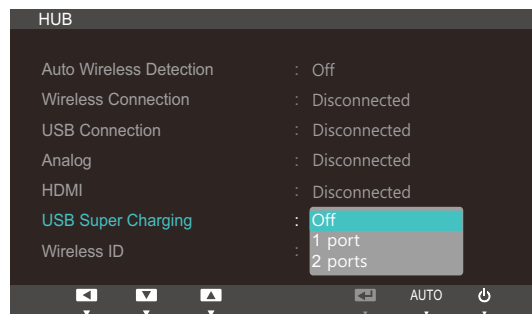 HUB
Auto Wireless Detection : Off
Wireless Connection : Disconnected
USB Connection : Disconnected
Analog : Disconnected
HDMI : Disconnected
USB Super Charging : Off
1 port
Wireless ID :
2 ports
AUTO